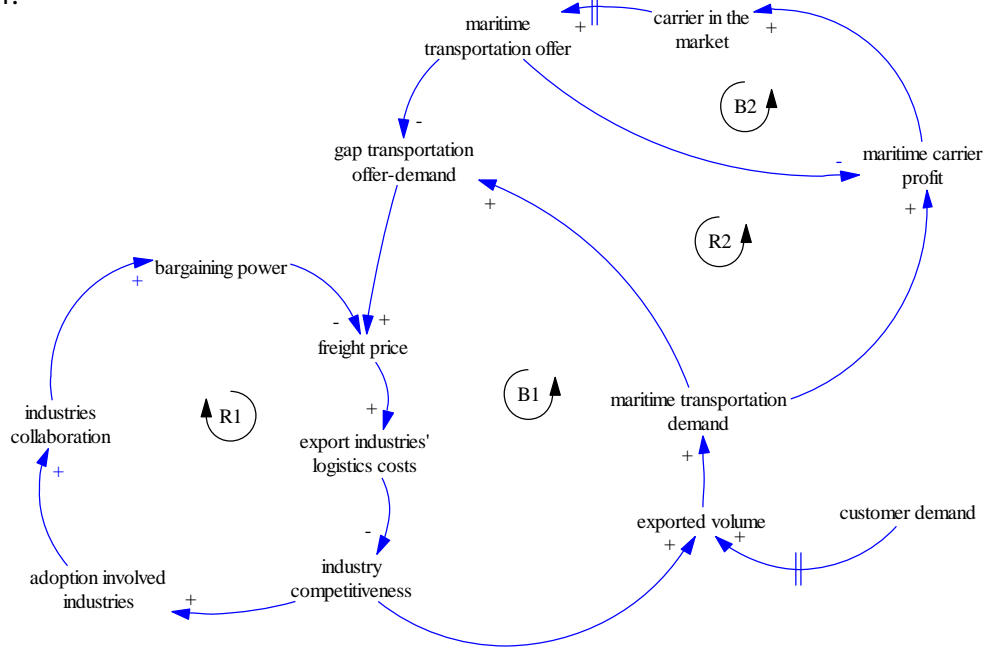 maritime
transportation offer
+
carrier in the
market
+
B2
-
gap transportation
offer-demand
-
maritime carrier
profit
+
+
R2
bargaining power
+
-
+
freight price
+
R1
B1
industries
collaboration
+
export industries'
logistics costs
maritime transportation
demand
+
-
exported volume
+
+
customer demand
adoption involved
industries
+
industry
competitiveness